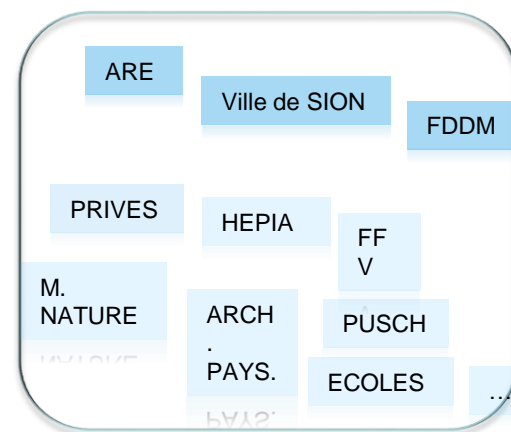 ARE
Ville de SION
FDDM
PRIVES
HEPIA
FF
V
M.
NATURE
ARCH
.
PAYS.
PUSCH
ECOLES
...